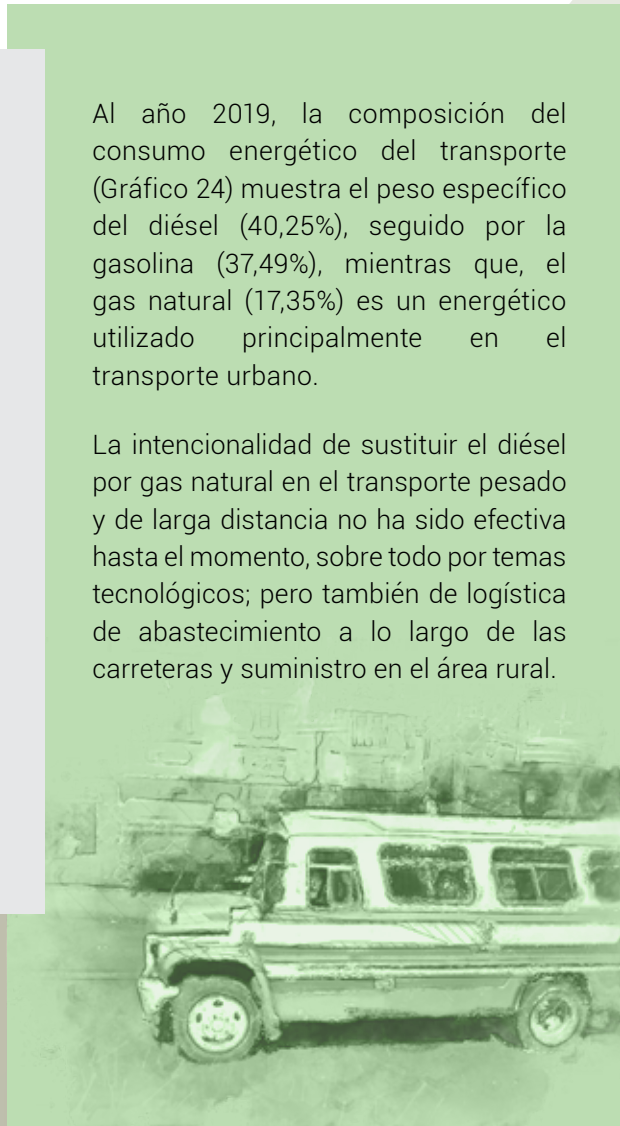 Al año 2019, la composición del
consumo energético del transporte
(Gráfico 24) muestra el peso específico
del diésel (40,25%), seguido por la
gasolina (37,49%), mientras que, el
gas natural (17,35%) es un energético
utilizado principalmente en el
transporte urbano.
La intencionalidad de sustituir el diésel
por gas natural en el transporte pesado
y de larga distancia no ha sido efectiva
hasta el momento, sobre todo por temas
tecnológicos; pero también de logística
de abastecimiento a lo largo de las
carreteras y suministro en el área rural.